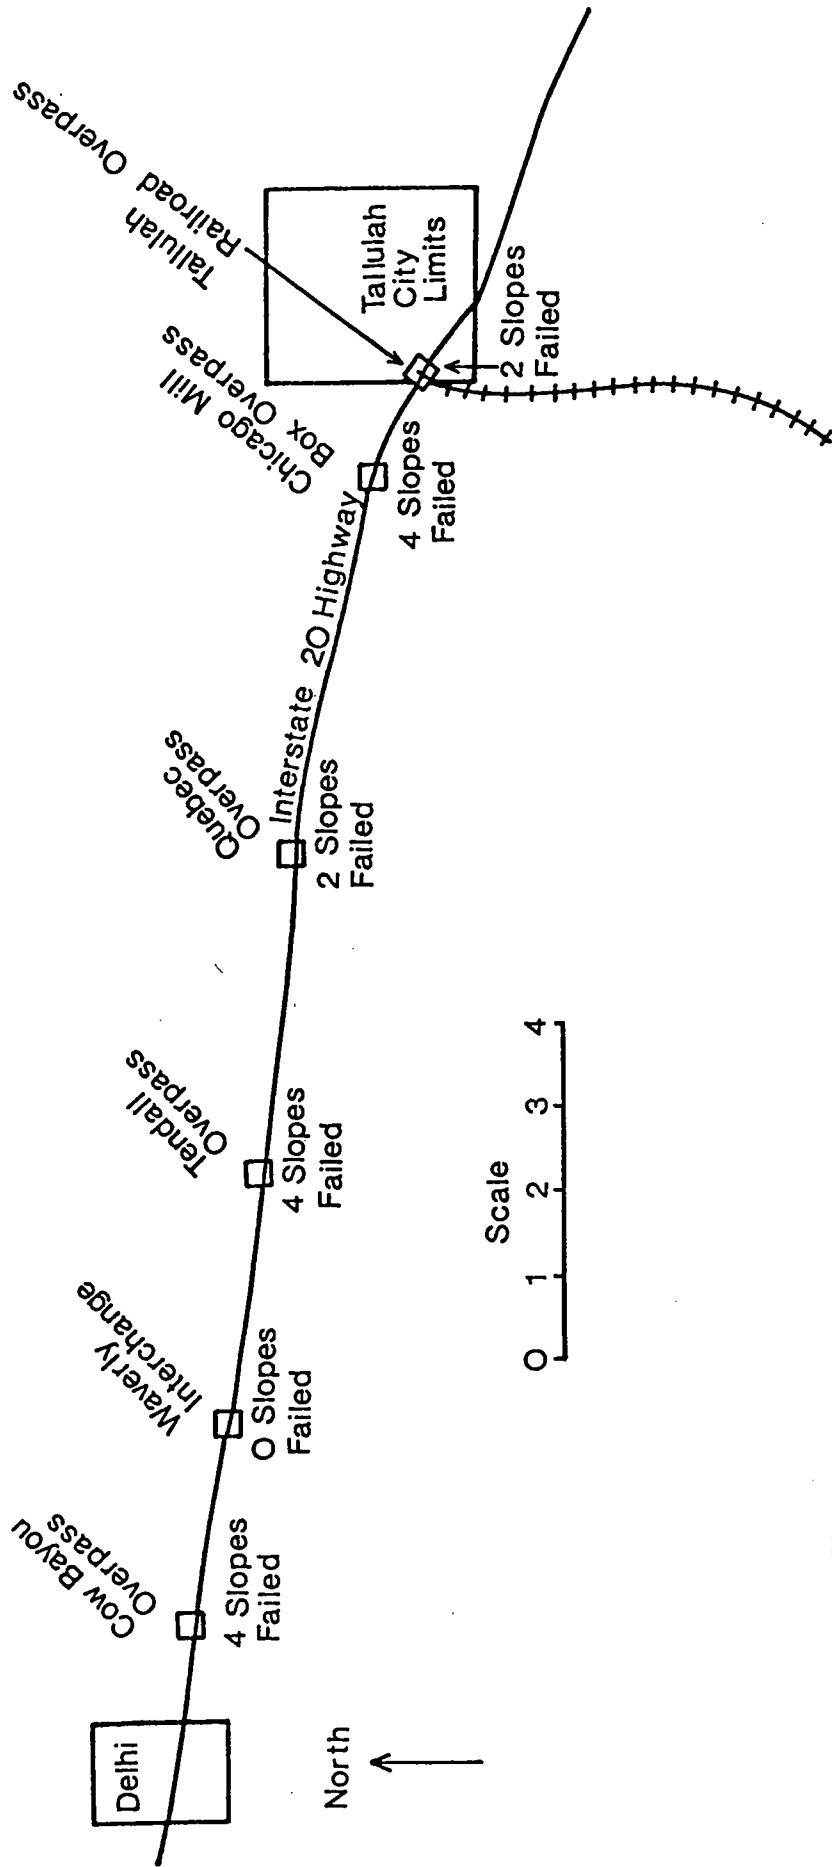 Delhi
North
Cow Bayou
Overpass
4 Slopes
Failed
Waverly
Interchange
0 Slopes
Failed
Tendall
Overpass
4 Slopes
Failed
Scale
0 1 2 3 4
Quebec
Overpass
2 Slopes
Failed
Interstate 20 Highway
Chicago Mill
Box Overpass
4 Slopes
Failed
Tallulah
Railroad Overpass
Tallulah
City
Limits
2 Slopes
Failed